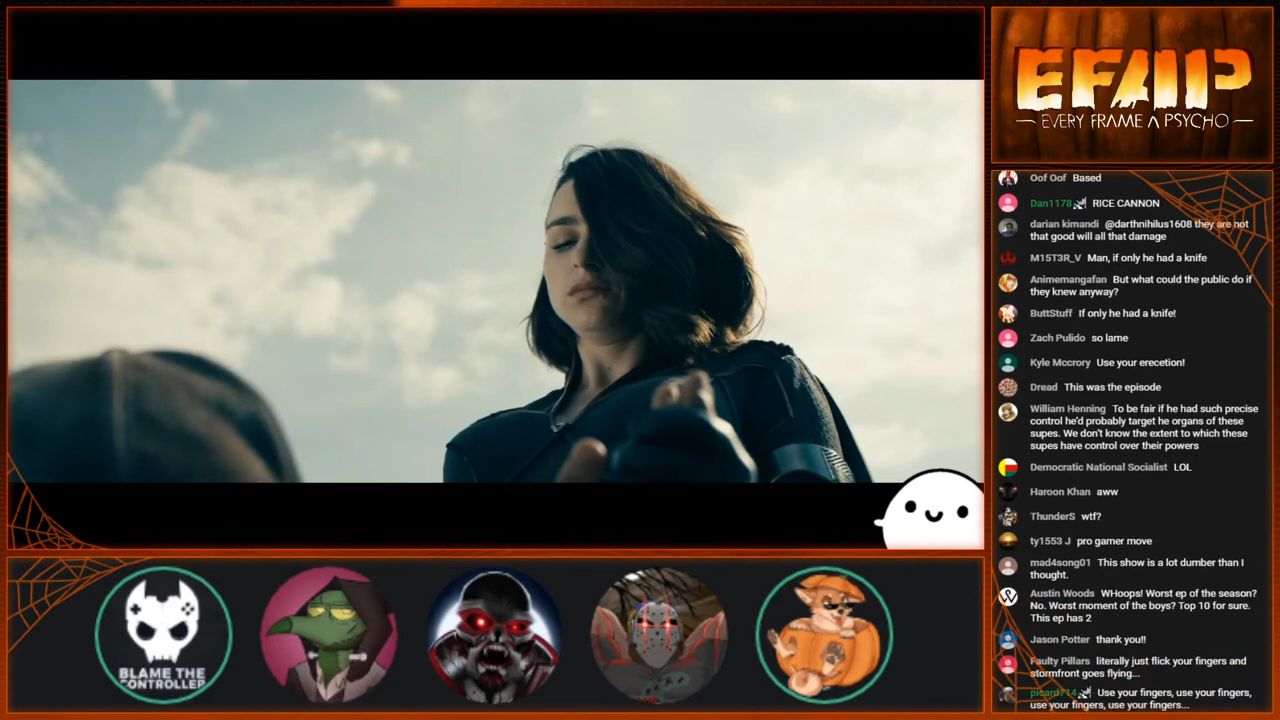 EFAP
EVERY FRAME A PSYCHO
Oof Oof Based
Dan1178 RICE CANNON
darian kimandi @darthnihilus1608 they are not
that good will all that damage
M15T3R_V Man, if only he had a knife
Animemangafan But what could the public do if
they knew anyway?
ButtStuff If only he had a knife!
Zach Pulido so lame
Kyle Mccrory Use your erecetion!
Dread This was the episode
William Henning To be fair if he had such precise
control he'd probably target he organs of these
supes. We don't know the extent to which these
supes have control over their powers
Democratic National Socialist LOL
Haroon Khan aww
ThunderS wtf?
ty1553 J pro gamer move
mad4song01 This show is a lot dumber than I
thought.
Austin Woods WHoops! Worst ep of the season?
No. Worst moment of the boys? Top 10 for sure.
This ep has 2
Jason Potter thank you!!
Faulty Pillars literally just flick your fingers and
stormfront goes flying...
picard714 Use your fingers, use your fingers,
use your fingers, use your fingers...
BLAME THE
CONTROLLER